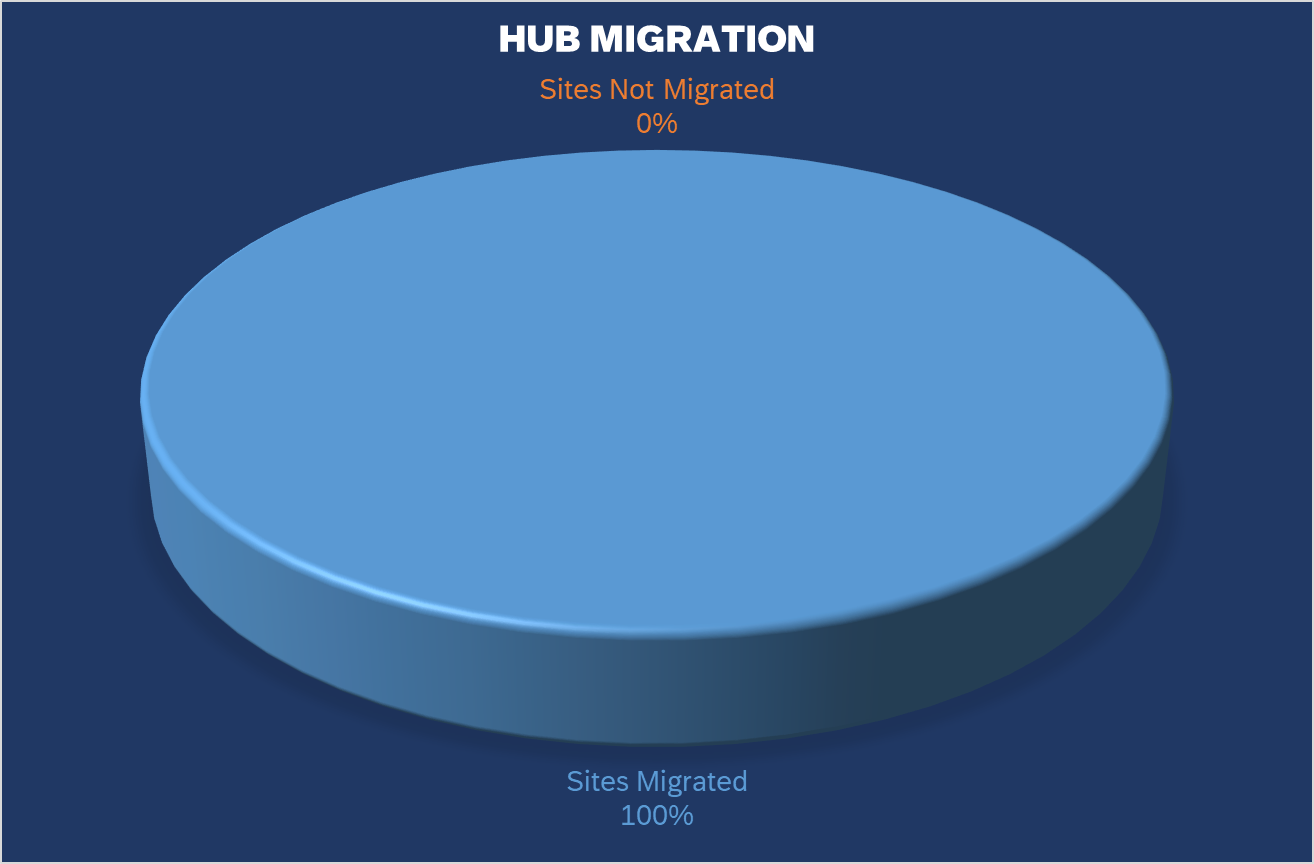 HUB MIGRATION
Sites Not Migrated
0%
Sites Migrated
100%